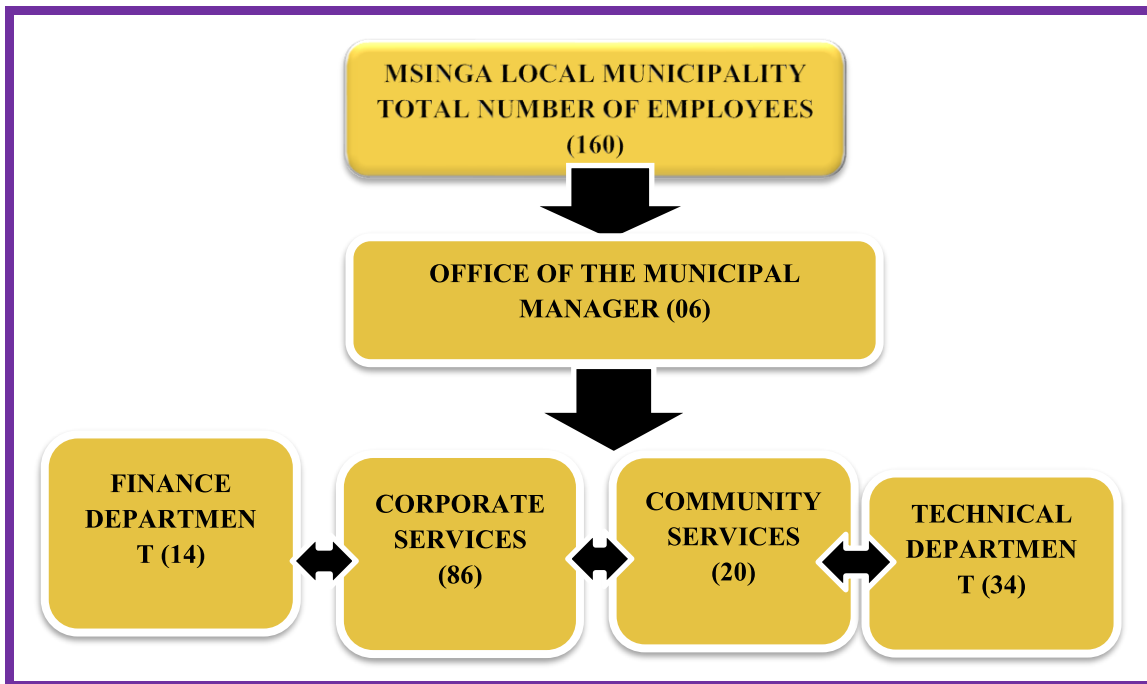 MSINGA LOCAL MUNICIPALITY
TOTAL NUMBER OF EMPLOYEES
(160)
OFFICE OF THE MUNICIPAL
MANAGER (06)
FINANCE
DEPARTMEN
T (14)
CORPORATE
SERVICES
(86)
COMMUNITY
SERVICES
(20)
TECHNICAL
DEPARTMEN
T (34)